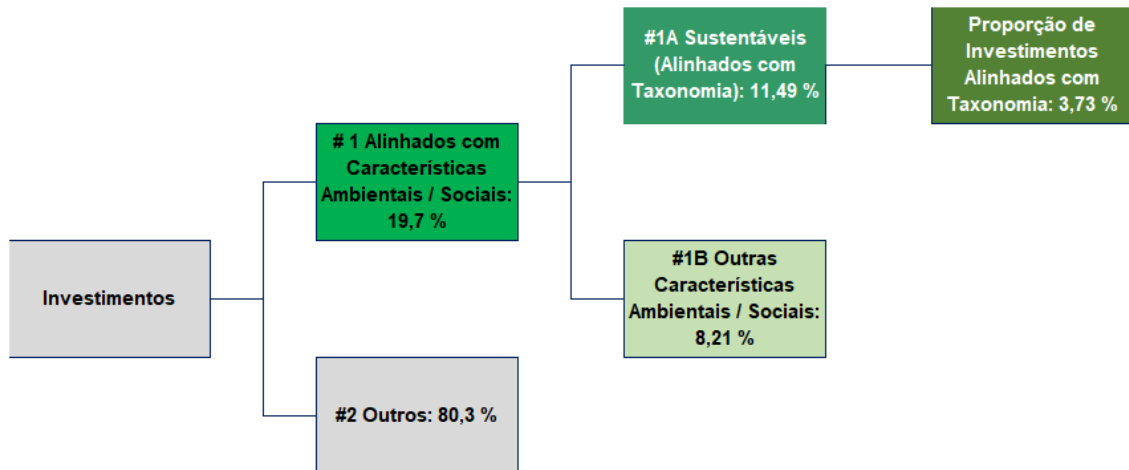 #1A Sustentáveis
(Alinhados com
Taxonomia): 11,49 %
Proporção de
Investimentos
Alinhados com
Taxonomia: 3,73 %
# 1 Alinhados com
Características
Ambientais / Sociais:
19,7 %
#1B Outras
Características
Ambientais / Sociais:
8,21 %
Investimentos
#2 Outros: 80,3 %